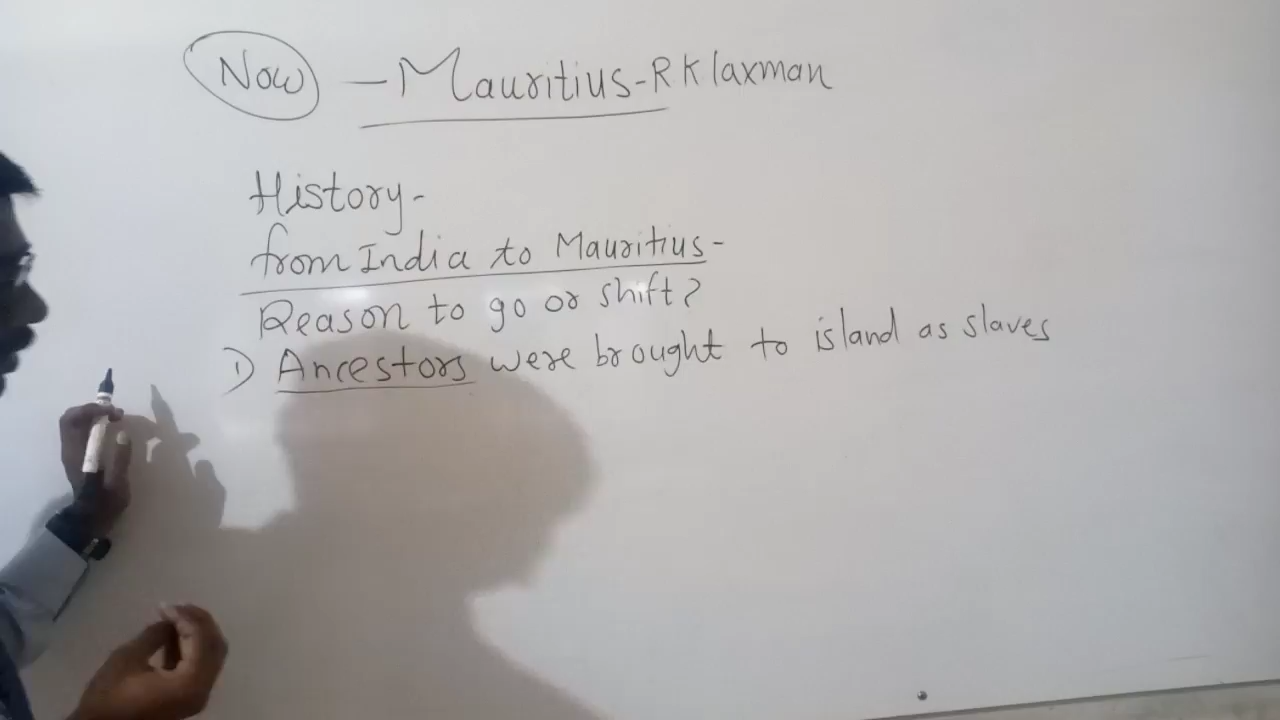 Now - Mauritius - R K laxman
History -
from India to Mauritius -
Reason to go or shift?
1) Ancestors were brought to island as slaves